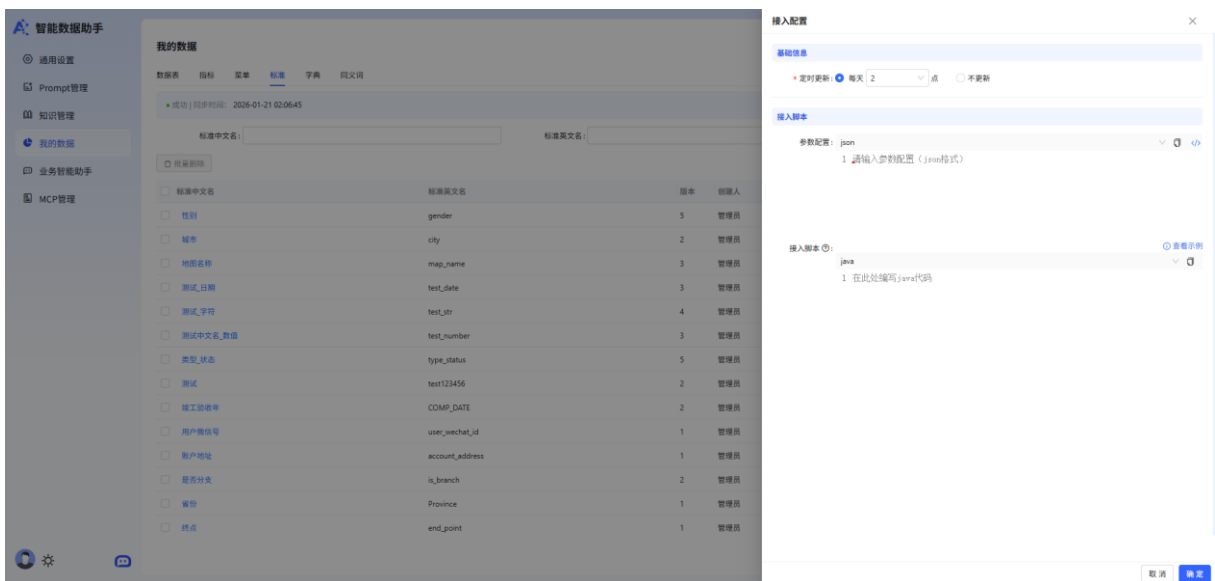 智能数据助手
通用设置
Prompt管理
知识管理
我的数据
业务智能助手
MCP管理
我的数据
数据表 指标 菜单 标准 字典 同义词
成功 | 同步时间: 2026-01-21 02:06:45
标准中文名: 标准英文名:
批量删除
标准中文名 标准英文名 版本 创建人
性别 gender 5 管理员
城市 city 2 管理员
地图名称 map_name 3 管理员
测试_日期 test_date 3 管理员
测试_字符 test_str 4 管理员
测试中文名_数值 test_number 3 管理员
类型_状态 type_status 5 管理员
测试 test123456 2 管理员
竣工验收年 COMP_DATE 2 管理员
用户微信号 user_wechat_id 1 管理员
账户地址 account_address 1 管理员
是否分支 is_branch 2 管理员
省份 Province 1 管理员
终点 end_point 1 管理员
接入配置
基础信息
* 定时更新: 每天 2 点 不更新
接入脚本
参数配置: json
1 请输入参数配置（json格式）
接入脚本 : 查看示例
java
1 在此处编写java代码
取消 确定